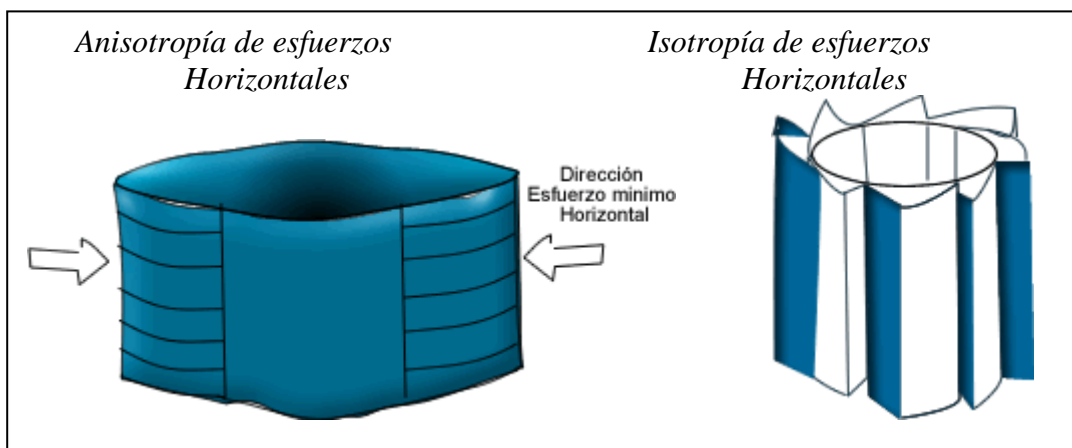 Anisotropía de esfuerzos
Horizontales
Isotropía de esfuerzos
Horizontales
Dirección
Esfuerzo minimo
Horizontal